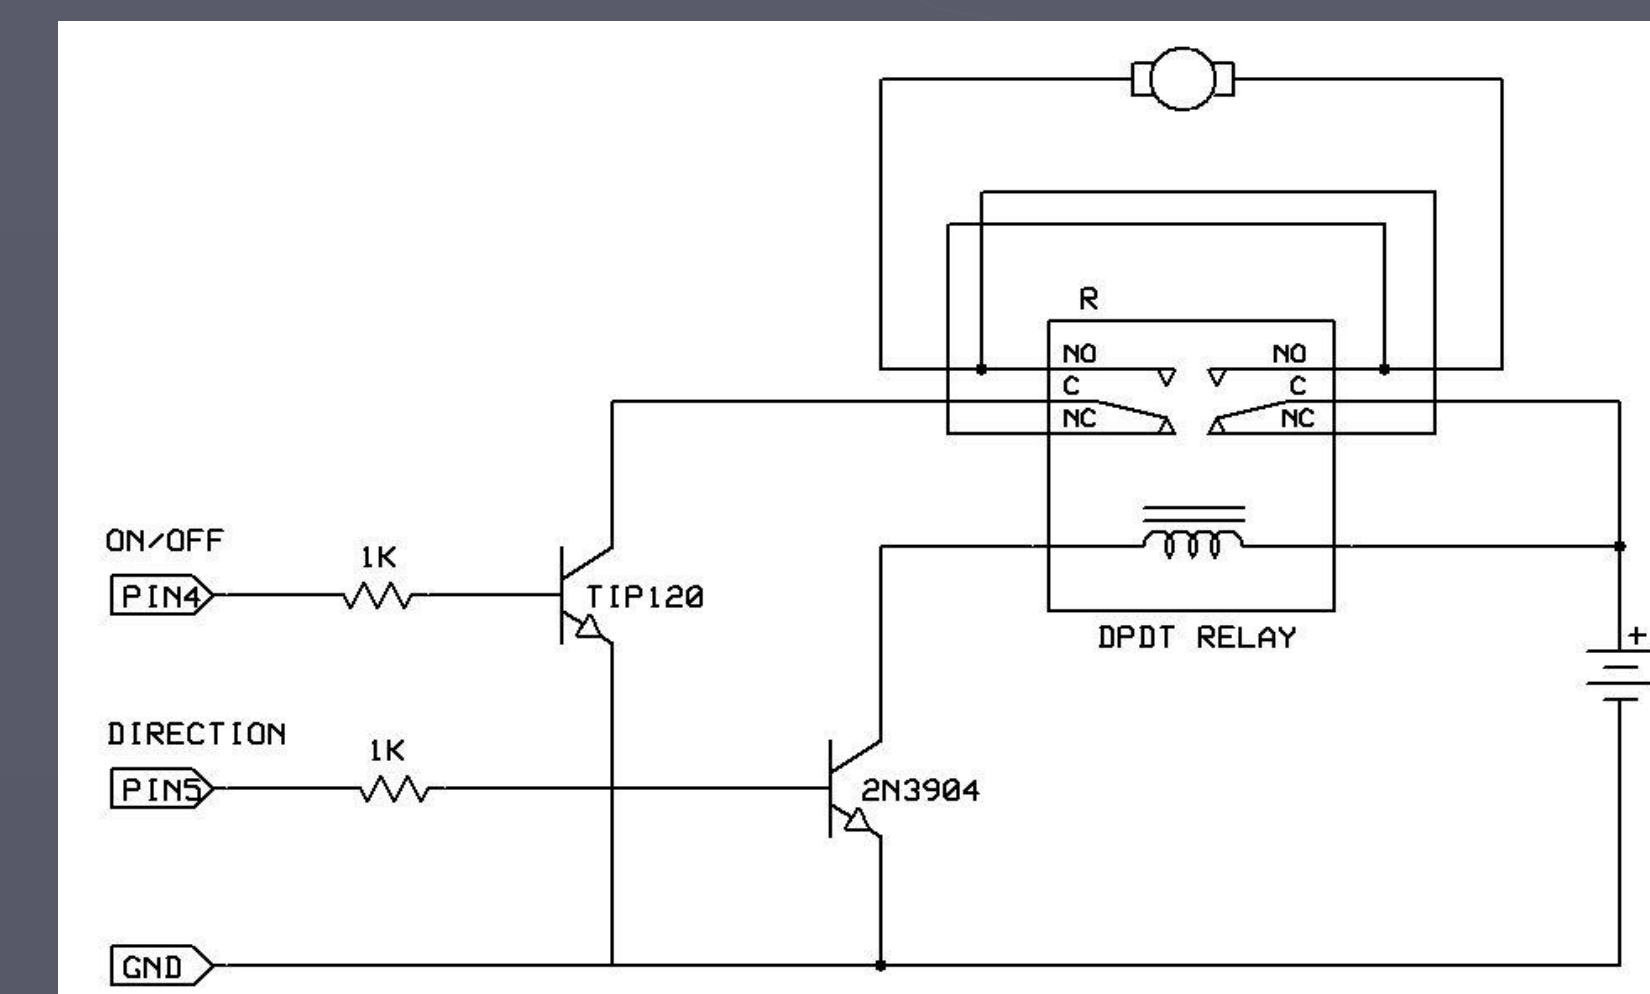 R
NO NO
C C
NC NC
ON/OFF
1K
PIN4
TIP120
DPDT RELAY
+
DIRECTION
1K
PIN5
2N3904
GND